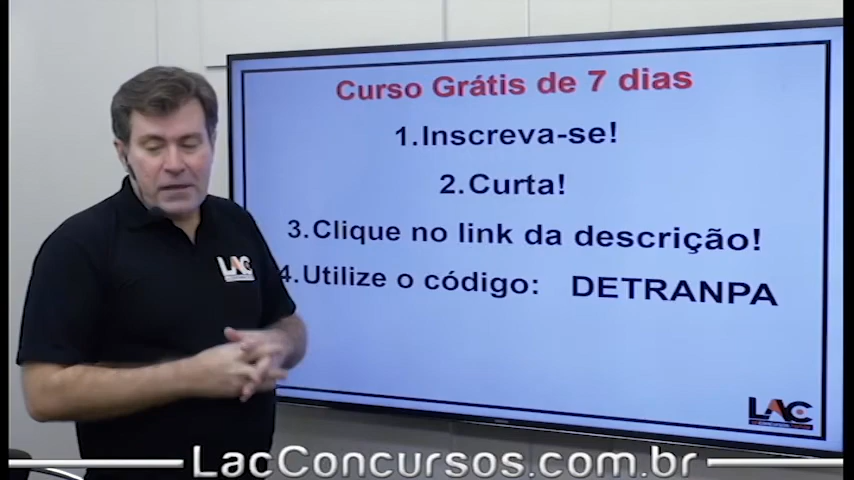 Curso Grátis de 7 dias
1.Inscreva-se!
2.Curta!
3.Clique no link da descrição!
4.Utilize o código: DETRANPA
LAC
LAC
LacConcursos.com.br